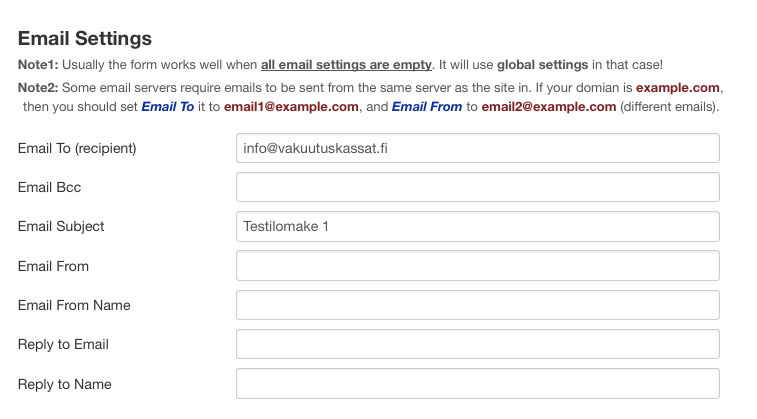 Email Settings
Note1: Usually the form works well when all email settings are empty. It will use global settings in that case!
Note2: Some email servers require emails to be sent from the same server as the site in. If your domian is example.com,
then you should set Email To it to email1@example.com, and Email From to email2@example.com (different emails).
Email To (recipient) info@vakuutuskassat.fi
Email Bcc
Email Subject Testilomake 1
Email From
Email From Name
Reply to Email
Reply to Name